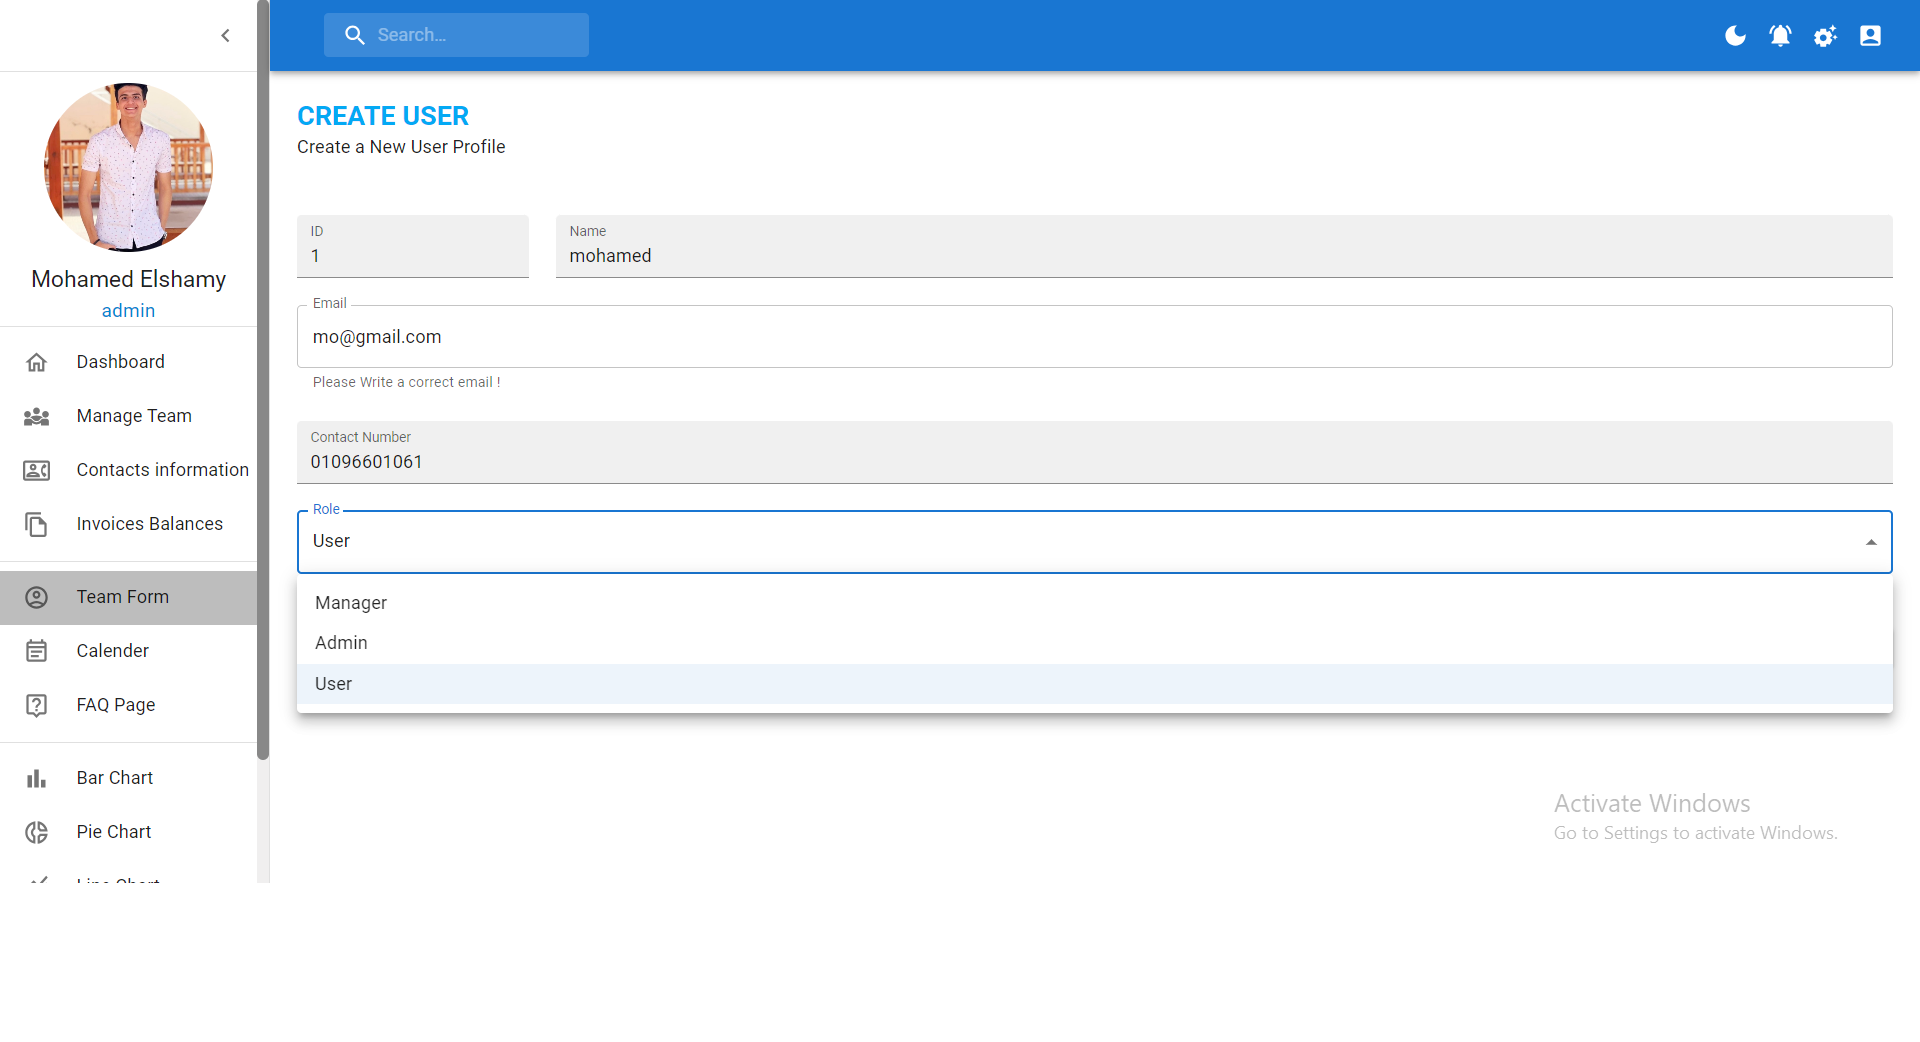 Search...
Mohamed Elshamy
admin
Dashboard
Manage Team
Contacts information
Invoices Balances
Team Form
Calender
FAQ Page
Bar Chart
Pie Chart
Line Chart
CREATE USER
Create a New User Profile
ID
1
Name
mohamed
Email
mo@gmail.com
Please Write a correct email !
Contact Number
01096601061
Role
User
Manager
Admin
User
Activate Windows
Go to Settings to activate Windows.